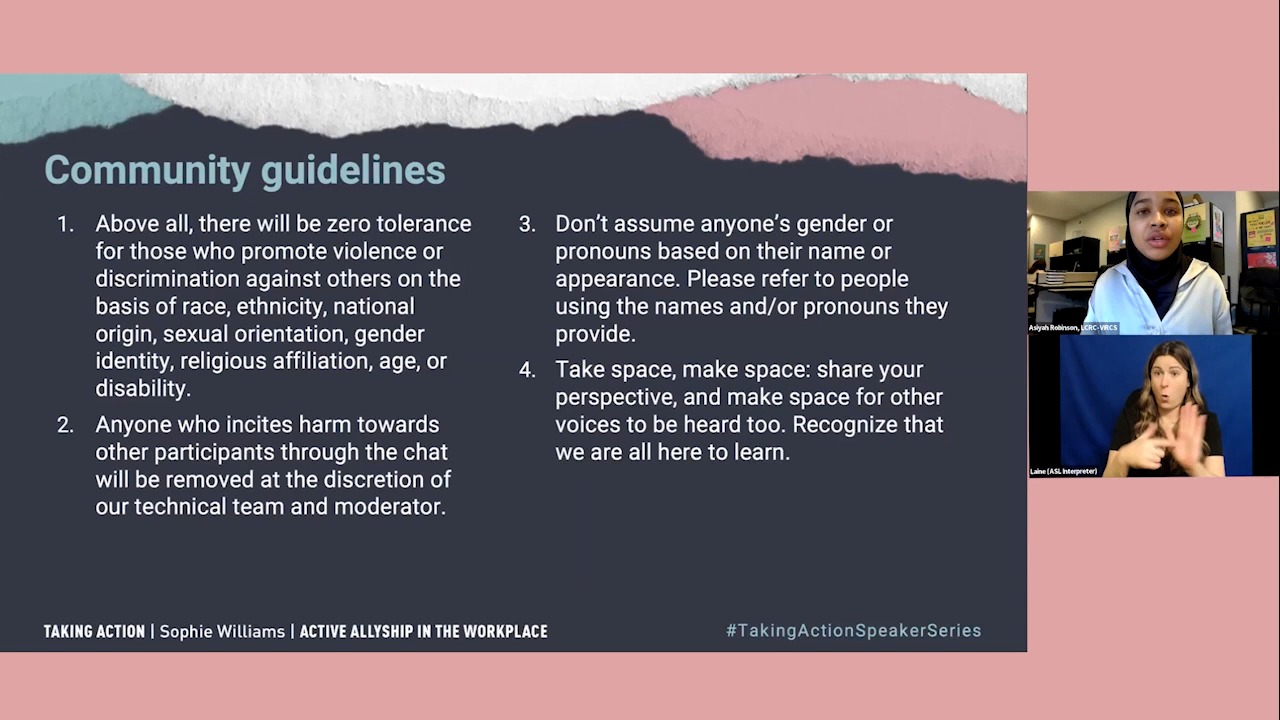 Community guidelines
1. Above all, there will be zero tolerance
for those who promote violence or
discrimination against others on the
basis of race, ethnicity, national
origin, sexual orientation, gender
identity, religious affiliation, age, or
disability.
2. Anyone who incites harm towards
other participants through the chat
will be removed at the discretion of
our technical team and moderator.
3. Don’t assume anyone’s gender or
pronouns based on their name or
appearance. Please refer to people
using the names and/or pronouns they
provide.
4. Take space, make space: share your
perspective, and make space for other
voices to be heard too. Recognize that
we are all here to learn.
TAKING ACTION | Sophie Williams | ACTIVE ALLYSHIP IN THE WORKPLACE
#TakingActionSpeakerSeries
Asiyah Robinson, LCRC-VIRCS
Laine (ASL Interpreter)